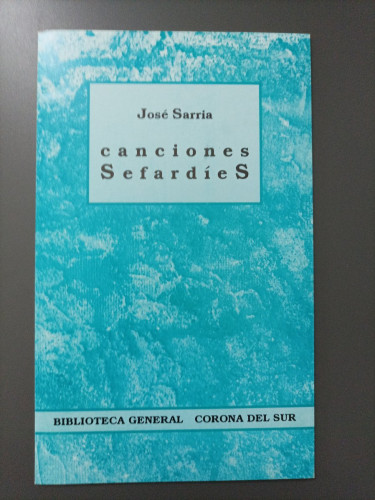 José Sarria
canciones
SefardíeS
BIBLIOTECA GENERAL CORONA DEL SUR